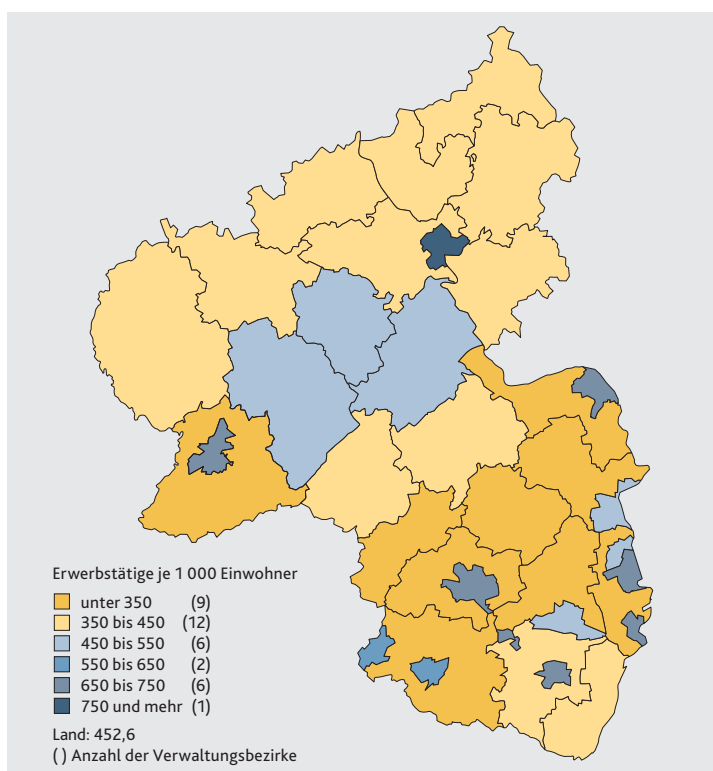 Erwerbstätige je 1 000 Einwohner
unter 350 (9)
350 bis 450 (12)
450 bis 550 (6)
550 bis 650 (2)
650 bis 750 (6)
750 und mehr (1)
Land: 452,6
( ) Anzahl der Verwaltungsbezirke